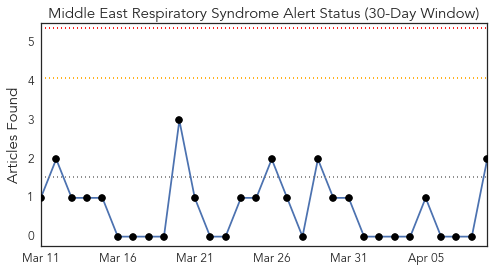 Middle East Respiratory Syndrome Alert Status (30-Day Window)
Articles Found
5
4
3
2
1
0
Mar 11 Mar 16 Mar 21 Mar 26 Mar 31 Apr 05